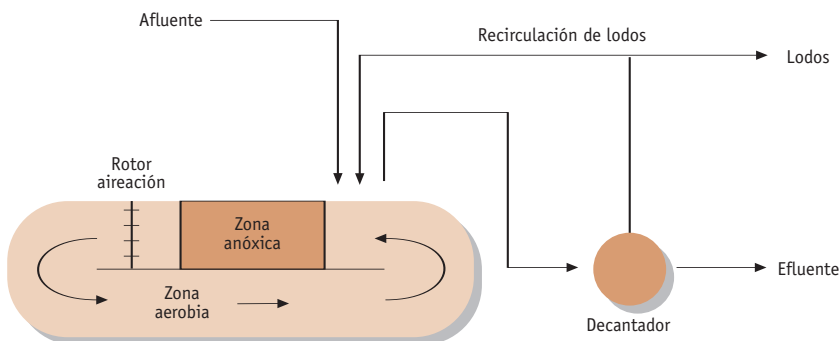 Afluente
Recirculación de lodos
Lodos
Rotor
aireación
Zona
anóxica
Zona
aerobia
Efluente
Decantador